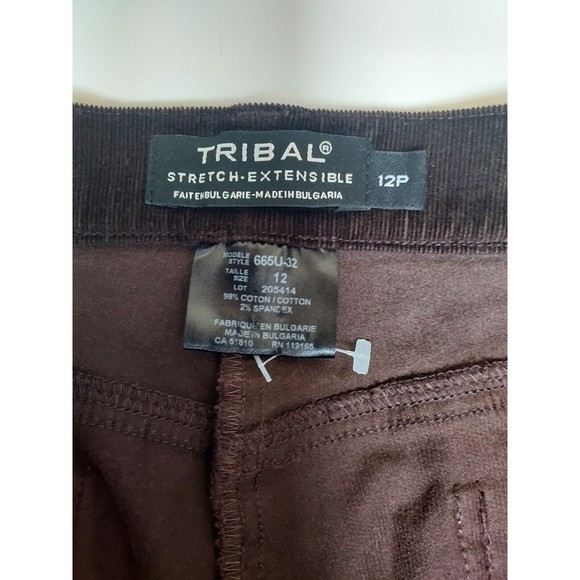 TRIBAL®
STRETCH-EXTENSIBLE
FAIT EN BULGARIE-MADE IN BULGARIA
12P
MODELE
STYLE 665U-32
TAILLE
SIZE 12
LOT 205414
98% COTON / COTTON
2% SPANDEX
FABRIQUE EN BULGARIE
MADE IN BULGARIA
CA 51810 RN 119165